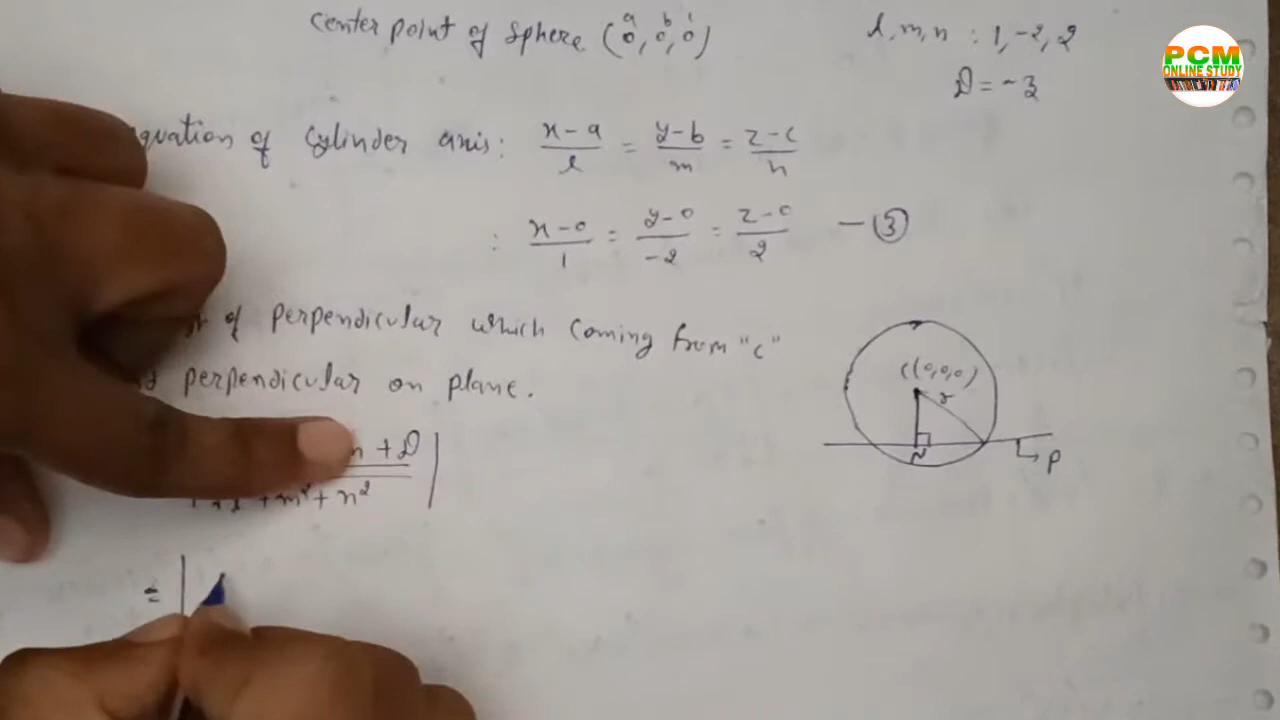 Center point of sphere (0, 0, 0)
a b c
l, m, n : 1, -2, 2
D = -3
PCM
ONLINE STUDY
quation of Cylinder axis: x-a/l = y-b/m = z-c/n
: x-0/1 = y-0/-2 = z-0/2 — ③
of perpendicular which coming from "c"
perpendicular on plane.
n + D |
+ m² + n² |
= |
C(0,0,0)
r
N
P